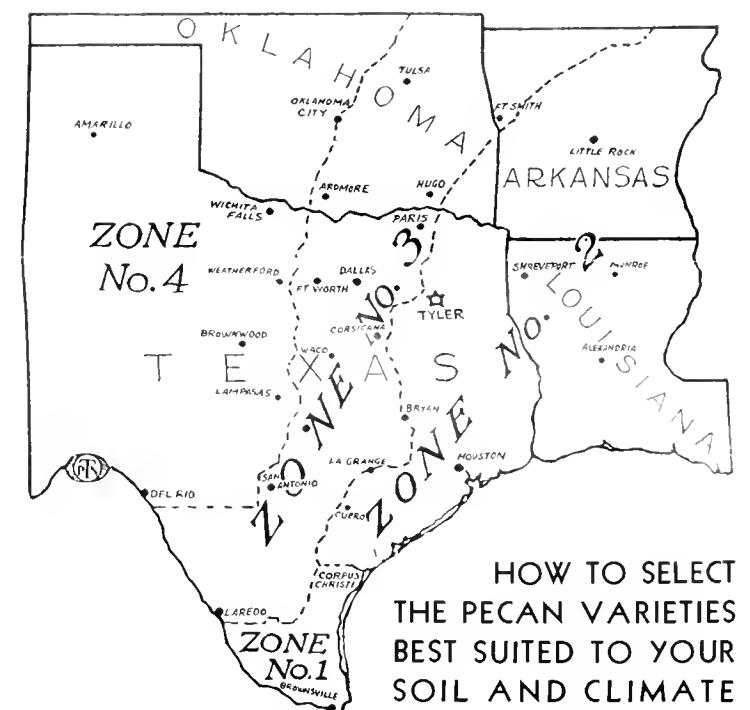 OKLAHOMA
TULSA
OKLAHOMA
CITY
FT SMITH
AMARILLO
LITTLE ROCK
ARKANSAS
ARDMORE
HUGO
WICHITA
FALLS
PARIS
ZONE
No. 4
WEATHERFORD
FT WORTH
DALLAS
TYLER
SHREVEPORT
MUNROE
LOUISIANA
ALEXANDRIA
BROWNWOOD
CORSICANA
WACO
TEXAS
LAMPASAS
BRYAN
ZONE NO. 3
ZONE NO. 2
LA GRANGE
HOUSTON
SAN
ANTONIO
DEL RIO
CUERO
CORPUS
CHRISTI
LAREDO
ZONE
No. 1
BROWNSVILLE
HOW TO SELECT
THE PECAN VARIETIES
BEST SUITED TO YOUR
SOIL AND CLIMATE